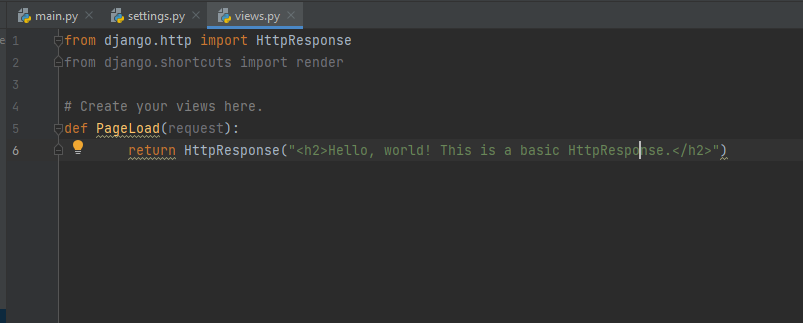 main.py settings.py views.py
1 from django.http import HttpResponse
2 from django.shortcuts import render
3
4 # Create your views here.
5 def PageLoad(request):
6 return HttpResponse("<h2>Hello, world! This is a basic HttpResponse.</h2>")